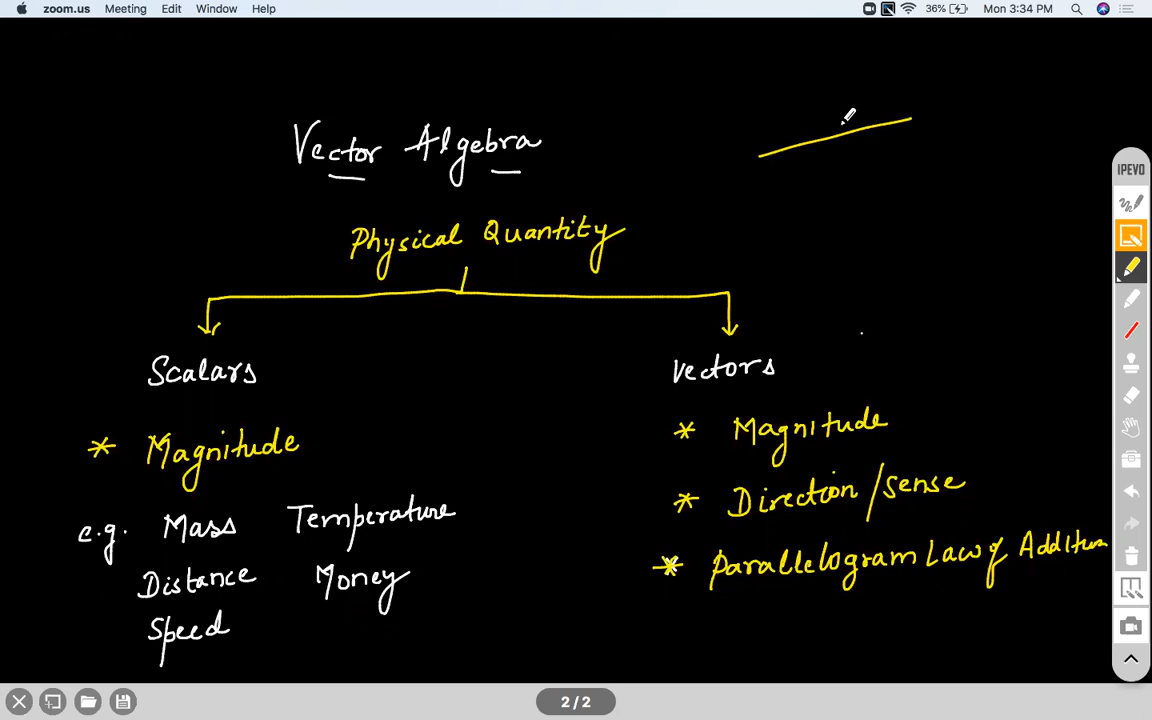 zoom.us Meeting Edit Window Help 36% Mon 3:34 PM
Vector Algebra
IPEVO
Physical Quantity
Scalars
Vectors
* Magnitude
* Magnitude
* Direction/sense
e.g. Mass Temperature
* Parallelogram Law of Addition
Distance Money
Speed
2/2